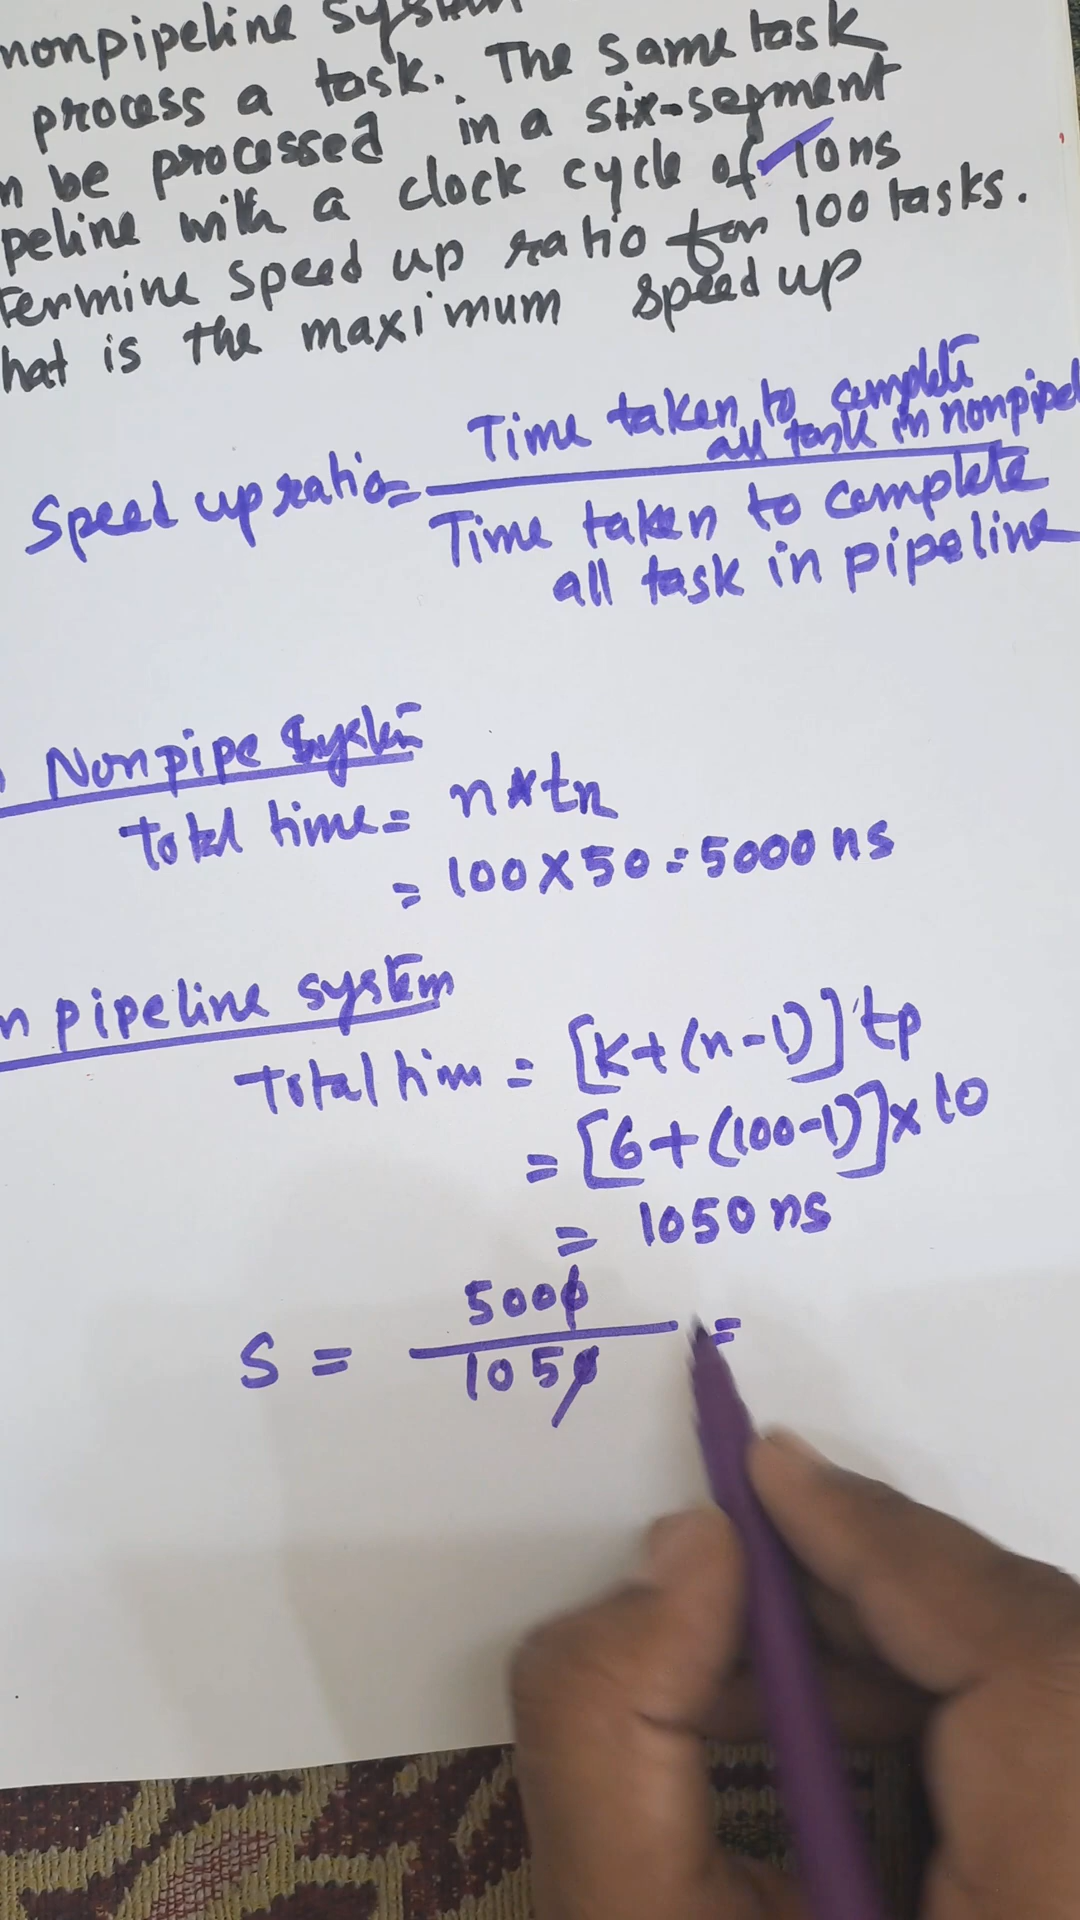 nonpipeline system
process a task. The same task
n be processed in a six-segment
peline with a clock cycle of 10ns
termine speed up ratio for 100 tasks.
hat is the maximum speed up
Speed up ratio = Time taken to complete all task in nonpipel
Time taken to complete
all task in pipeline
n Nonpipe System
Total time = n*tn
= 100 x 50 = 5000 ns
n pipeline system
Total tim = [k+(n-1)] tp
= [6+(100-1)] x 10
= 1050 ns
S = 5000 / 1050 =